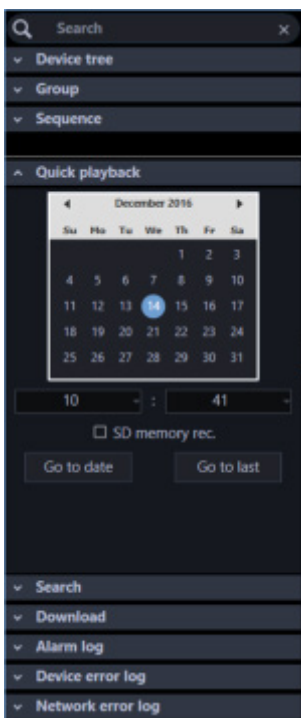 Search ×
Device tree
Group
Sequence
Quick playback
December 2016
Su Mo Tu We Th Fr Sa
1 2 3
4 5 6 7 8 9 10
11 12 13 14 15 16 17
18 19 20 21 22 23 24
25 26 27 28 29 30 31
10 : 41
SD memory rec.
Go to date Go to last
Search
Download
Alarm log
Device error log
Network error log